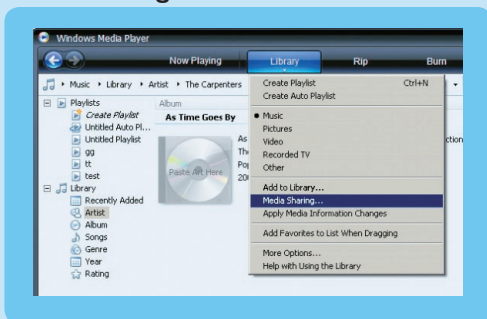 Windows Media Player
Now Playing
Library
Rip
Burn
Music
Library
Artist
The Carpenters
Playlists
Create Playlist
Untitled Auto Pl...
Untitled Playlist
gg
tt
test
Library
Recently Added
Artist
Album
Songs
Genre
Year
Rating
Album
As Time Goes By
Paste Art Here
As
Create Playlist Ctrl+N
Create Auto Playlist
Music
Pictures
Video
Recorded TV
Other
Add to Library...
Media Sharing...
Apply Media Information Changes
Add Favorites to List When Dragging
More Options...
Help with Using the Library